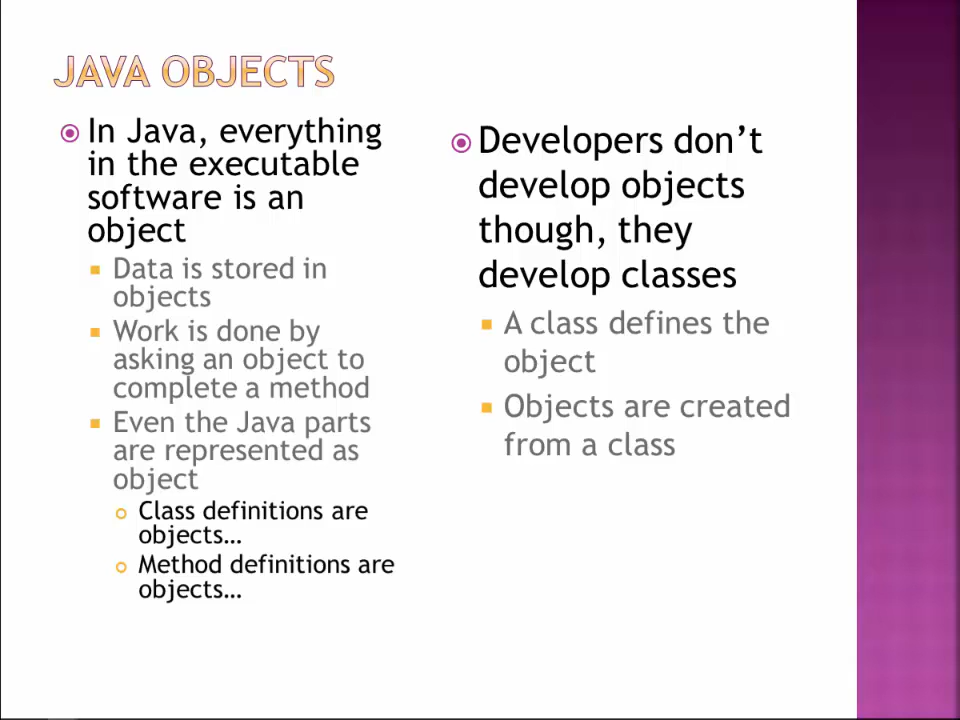 JAVA OBJECTS
In Java, everything
in the executable
software is an
object
Data is stored in
objects
Work is done by
asking an object to
complete a method
Even the Java parts
are represented as
object
Class definitions are
objects…
Method definitions are
objects…
Developers don’t
develop objects
though, they
develop classes
A class defines the
object
Objects are created
from a class